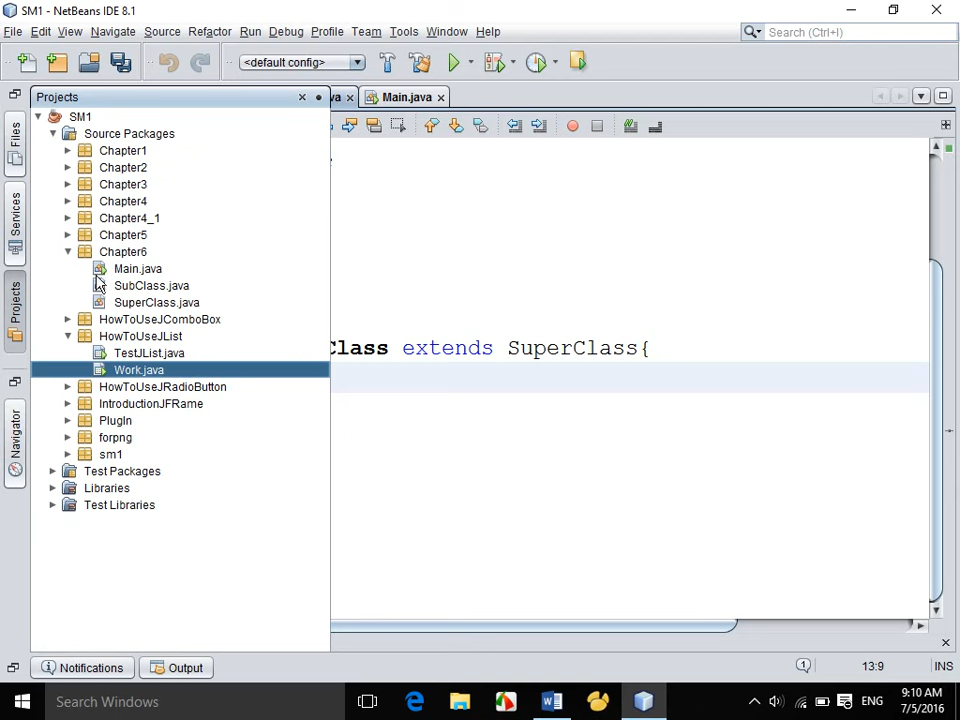 SM1 - NetBeans IDE 8.1
File Edit View Navigate Source Refactor Run Debug Profile Team Tools Window Help
Search (Ctrl+I)
<default config>
Projects
va
Main.java
SM1
Source Packages
Chapter1
Chapter2
Chapter3
Chapter4
Chapter4_1
Chapter5
Chapter6
Main.java
SubClass.java
SuperClass.java
HowToUseJComboBox
HowToUseJList
TestJList.java
Work.java
HowToUseJRadioButton
IntroductionJFRame
PlugIn
forpng
sm1
Test Packages
Libraries
Test Libraries
Files
Services
Projects
Navigator
Class extends SuperClass{
Notifications
Output
1
13:9
INS
Search Windows
ENG
9:10 AM
7/5/2016